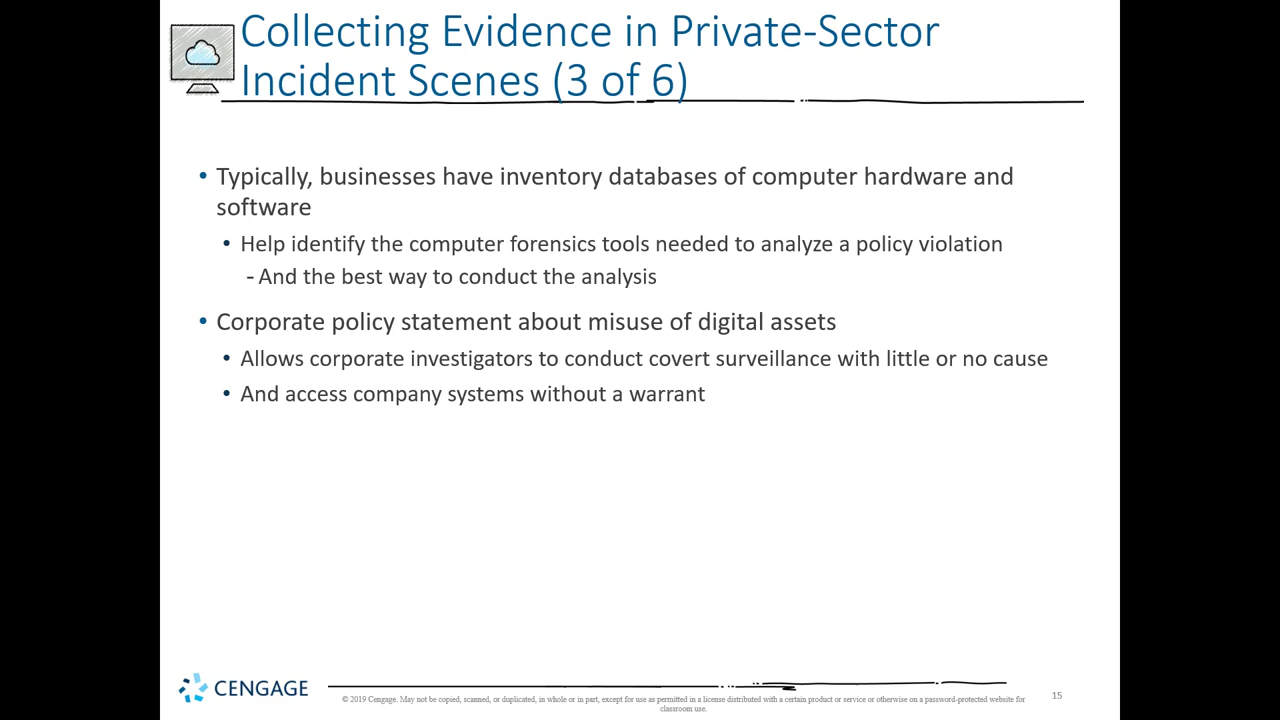 Collecting Evidence in Private-Sector
Incident Scenes (3 of 6)
• Typically, businesses have inventory databases of computer hardware and
software
• Help identify the computer forensics tools needed to analyze a policy violation
- And the best way to conduct the analysis
• Corporate policy statement about misuse of digital assets
• Allows corporate investigators to conduct covert surveillance with little or no cause
• And access company systems without a warrant
CENGAGE
© 2019 Cengage. May not be copied, scanned, or duplicated, in whole or in part, except for use as permitted in a license distributed with a certain product or service or otherwise on a password-protected website for
classroom use.
15